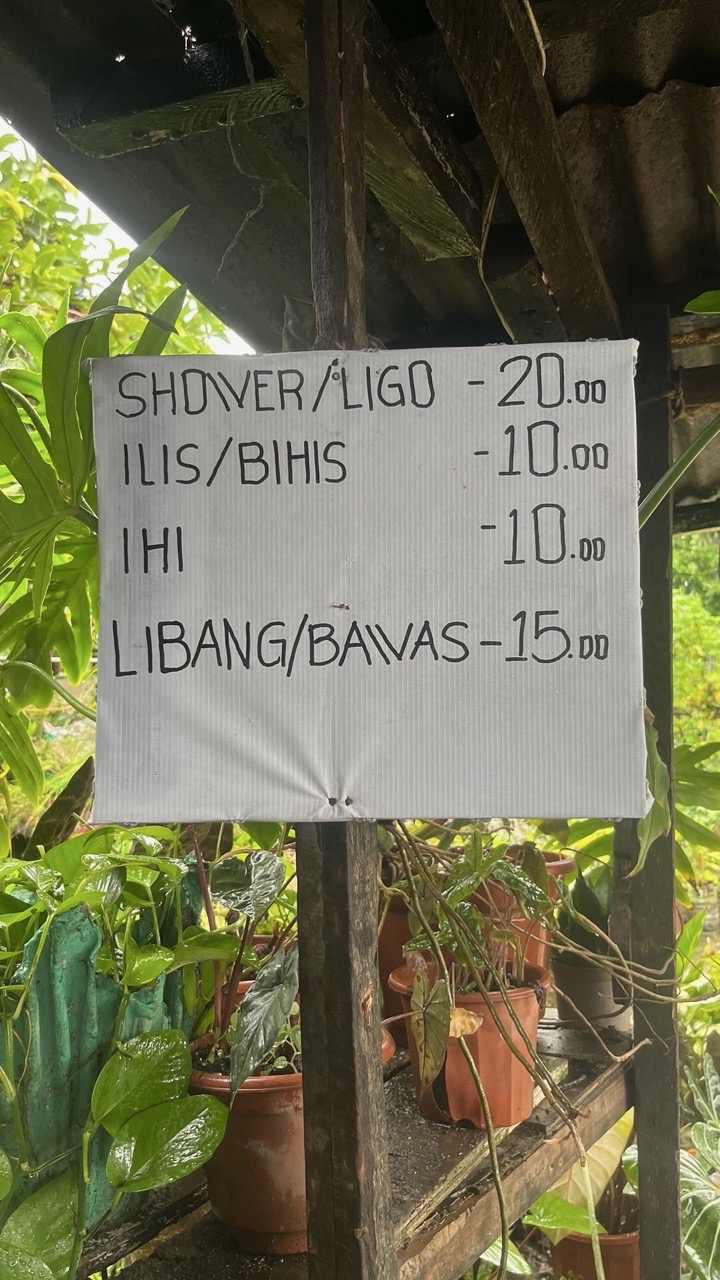 SHOWER/LIGO -20.00
ILIS/BIHIS -10.00
IHI -10.00
LIBANG/BAWAS-15.00